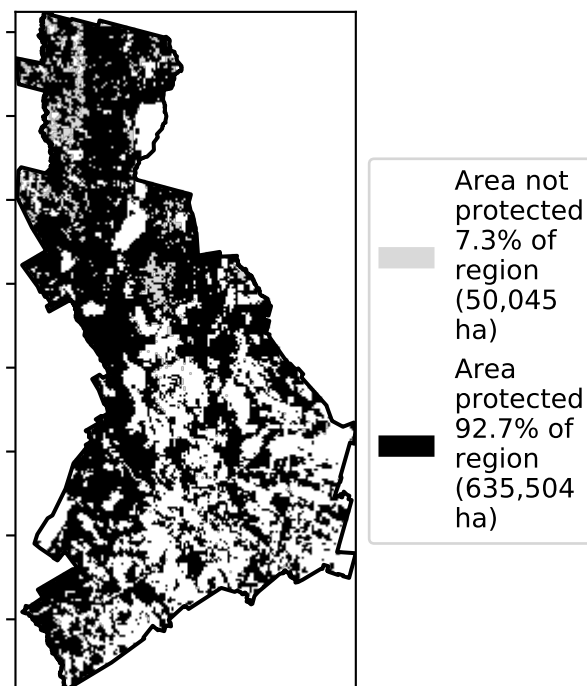 Area not
protected
7.3% of
region
(50,045
ha)
Area
protected
92.7% of
region
(635,504
ha)